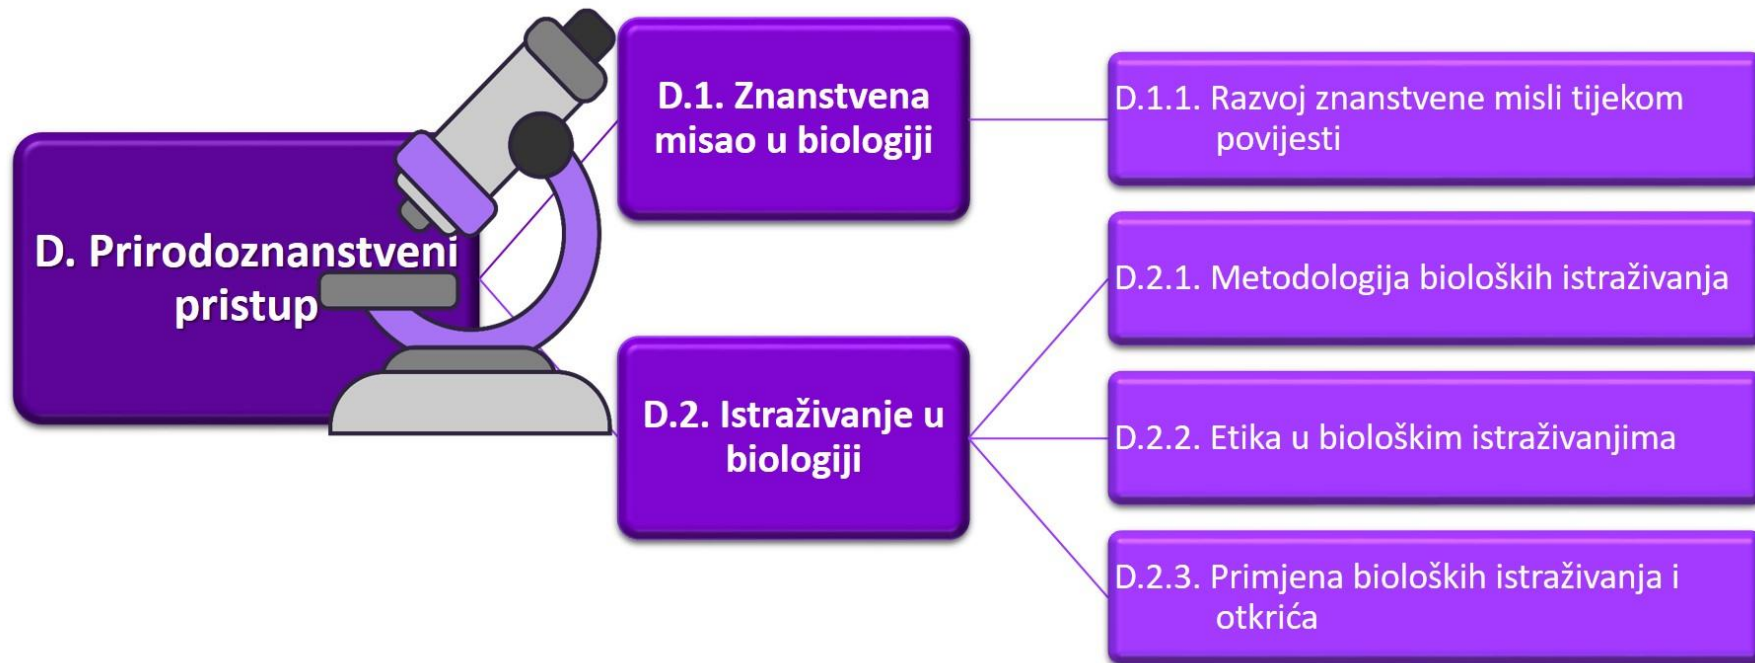 D. Prirodoznanstveni
pristup
D.1. Znanstvena
misao u biologiji
D.1.1. Razvoj znanstvene misli tijekom
povijesti
D.2. Istraživanje u
biologiji
D.2.1. Metodologija bioloških istraživanja
D.2.2. Etika u biološkim istraživanjima
D.2.3. Primjena bioloških istraživanja i
otkrića